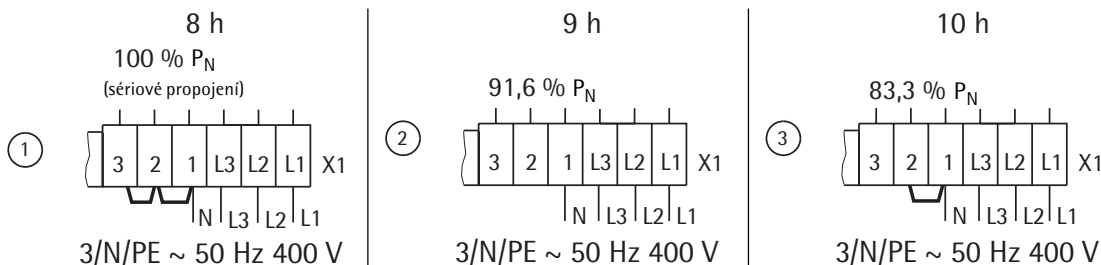 8 h
100 % PN
(sériové propojení)
1
3 2 1 L3 L2 L1 X1
N L3 L2 L1
3/N/PE ~ 50 Hz 400 V
9 h
91,6 % PN
2
3 2 1 L3 L2 L1 X1
N L3 L2 L1
3/N/PE ~ 50 Hz 400 V
10 h
83,3 % PN
3
3 2 1 L3 L2 L1 X1
N L3 L2 L1
3/N/PE ~ 50 Hz 400 V